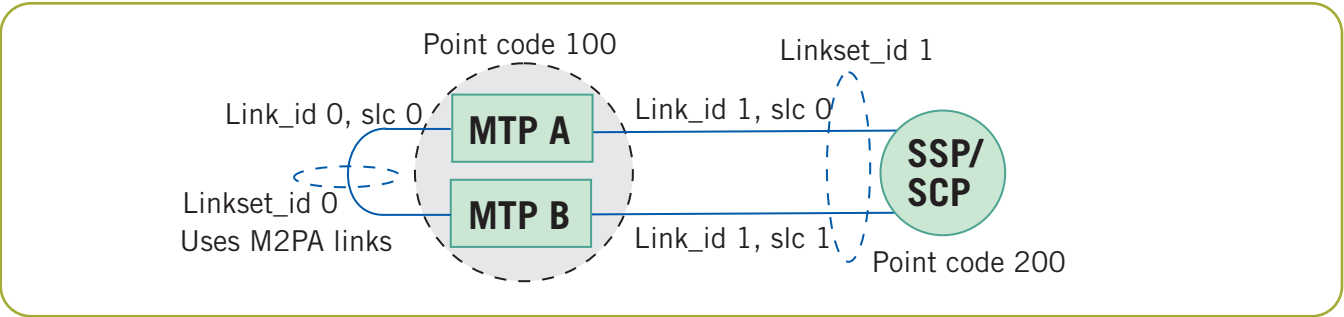 Point code 100
Linkset_id 1
Link_id 0, slc 0
MTP A
Link_id 1, slc 0
SSP/
SCP
Linkset_id 0
Uses M2PA links
MTP B
Link_id 1, slc 1
Point code 200